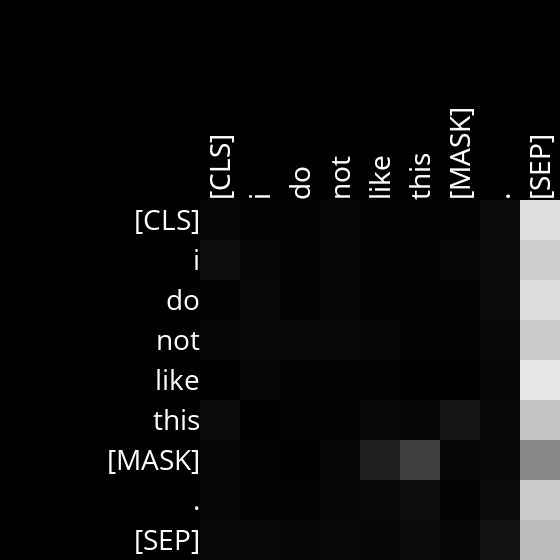 [CLS] i do not like this [MASK] . [SEP]
[CLS]
i
do
not
like
this
[MASK]
.
[SEP]